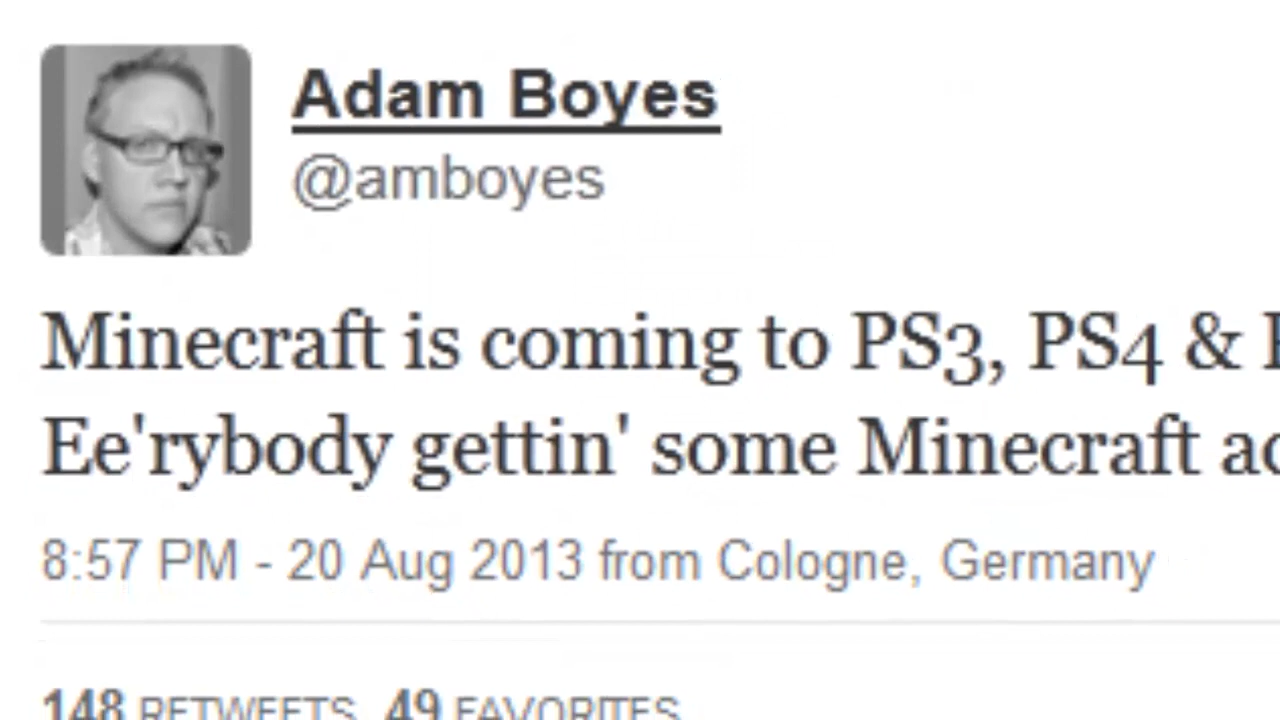 Adam Boyes
@amboyes
Minecraft is coming to PS3, PS4 &
Ee'rybody gettin' some Minecraft
8:57 PM - 20 Aug 2013 from Cologne, Germany
148 RETWEETS 49 FAVORITES